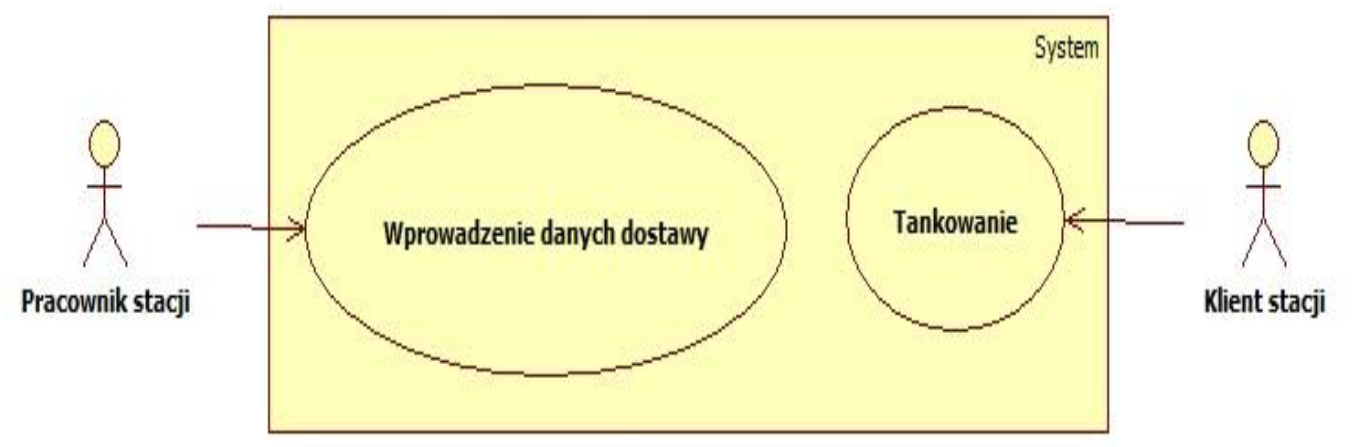 System
Wprowadzenie danych dostawy
Tankowanie
Pracownik stacji
Klient stacji